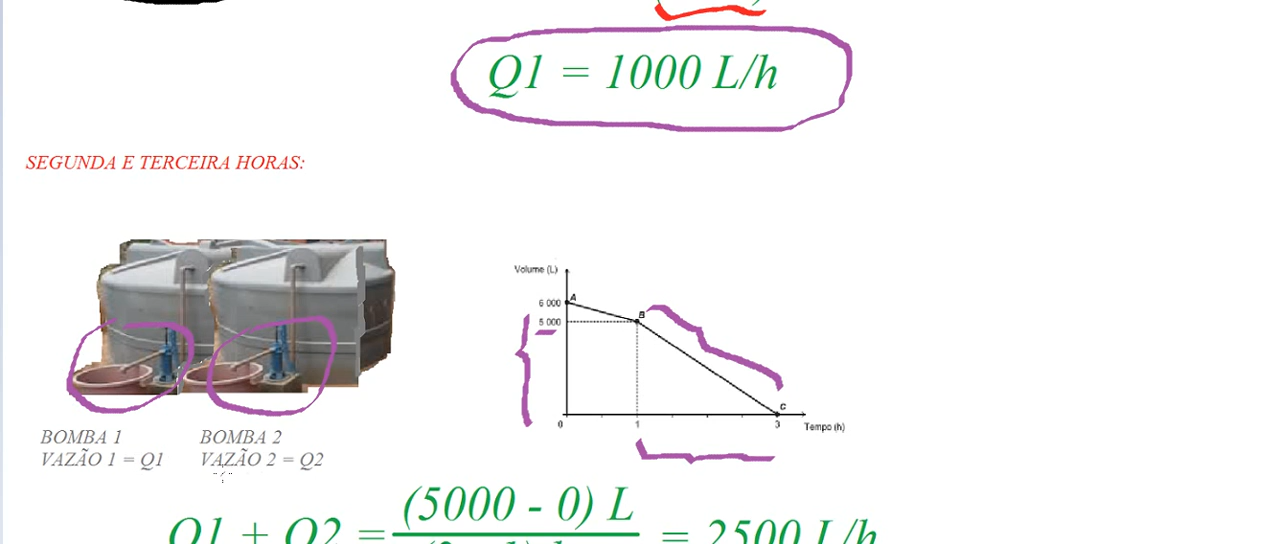 Q1 = 1000 L/h
SEGUNDA E TERCEIRA HORAS:
Volume (L)
6 000
A
5 000
B
C
0
1
3
Tempo (h)
BOMBA 1
VAZÃO 1 = Q1
BOMBA 2
VAZÃO 2 = Q2
Q1 + Q2 = (5000 - 0) L = 2500 L/h